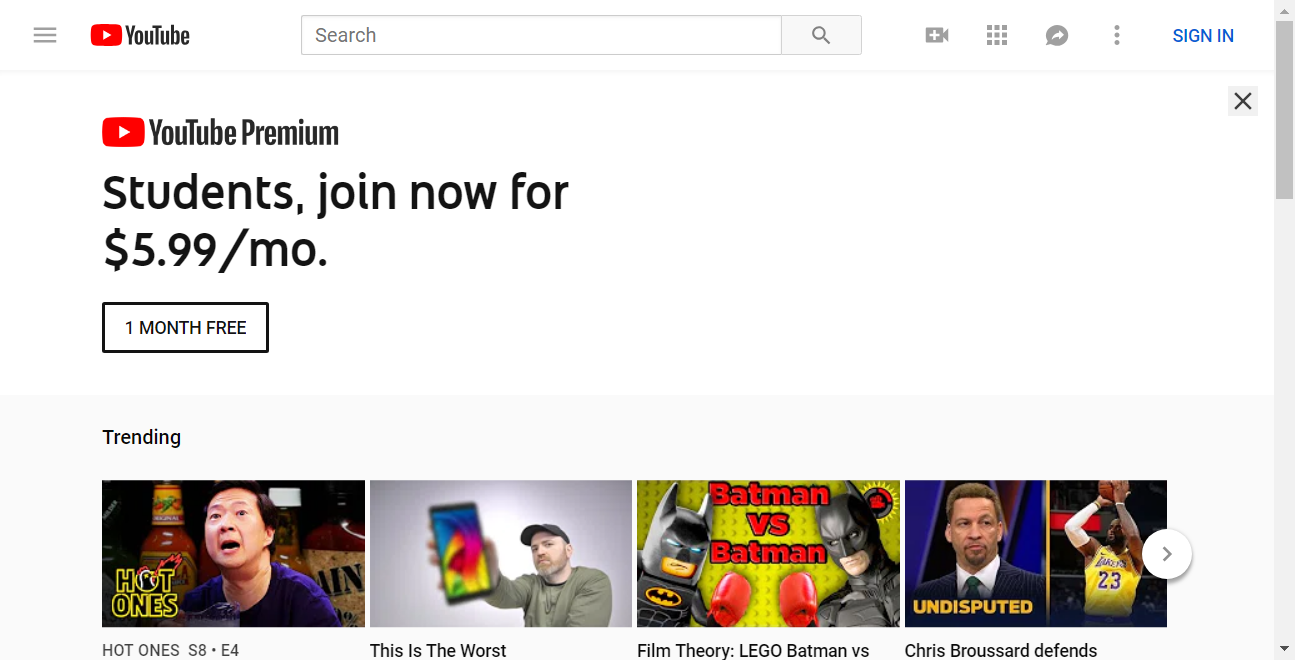 YouTube
Search
SIGN IN
YouTube Premium
Students, join now for
$5.99/mo.
1 MONTH FREE
Trending
HOT
ONES
Batman
vs
Batman
UNDISPUTED
LAKERS
23
HOT ONES S8 • E4
This Is The Worst
Film Theory: LEGO Batman vs
Chris Broussard defends